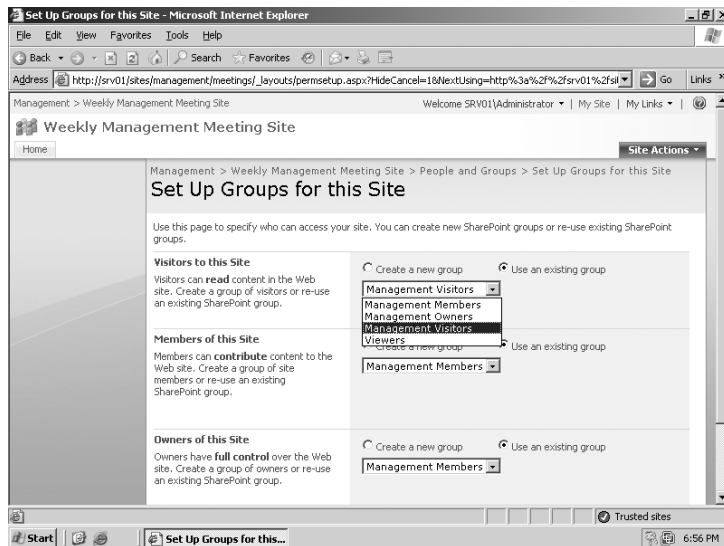 Set Up Groups for this Site - Microsoft Internet Explorer
File Edit View Favorites Tools Help
Back Search Favorites
Address http://srv01/sites/management/meetings/_layouts/permsetup.aspx?HideCancel=1&NextUsing=http%3a%2f%2fsrv01%2fsi Go Links »
Management > Weekly Management Meeting Site Welcome SRV01\Administrator | My Site | My Links |
Weekly Management Meeting Site
Home Site Actions
Management > Weekly Management Meeting Site > People and Groups > Set Up Groups for this Site
Set Up Groups for this Site
Use this page to specify who can access your site. You can create new SharePoint groups or re-use existing SharePoint
groups.
Visitors to this Site
Visitors can read content in the Web
site. Create a group of visitors or re-use
an existing SharePoint group.
Create a new group Use an existing group
Management Visitors
Management Members
Management Owners
Management Visitors
Viewers
Members of this Site
Members can contribute content to the
Web site. Create a group of site
members or re-use an existing
SharePoint group.
Create a new group Use an existing group
Management Members
Owners of this Site
Owners have full control over the Web
site. Create a group of owners or re-use
an existing SharePoint group.
Create a new group Use an existing group
Management Members
Trusted sites
Start Set Up Groups for this... 6:56 PM